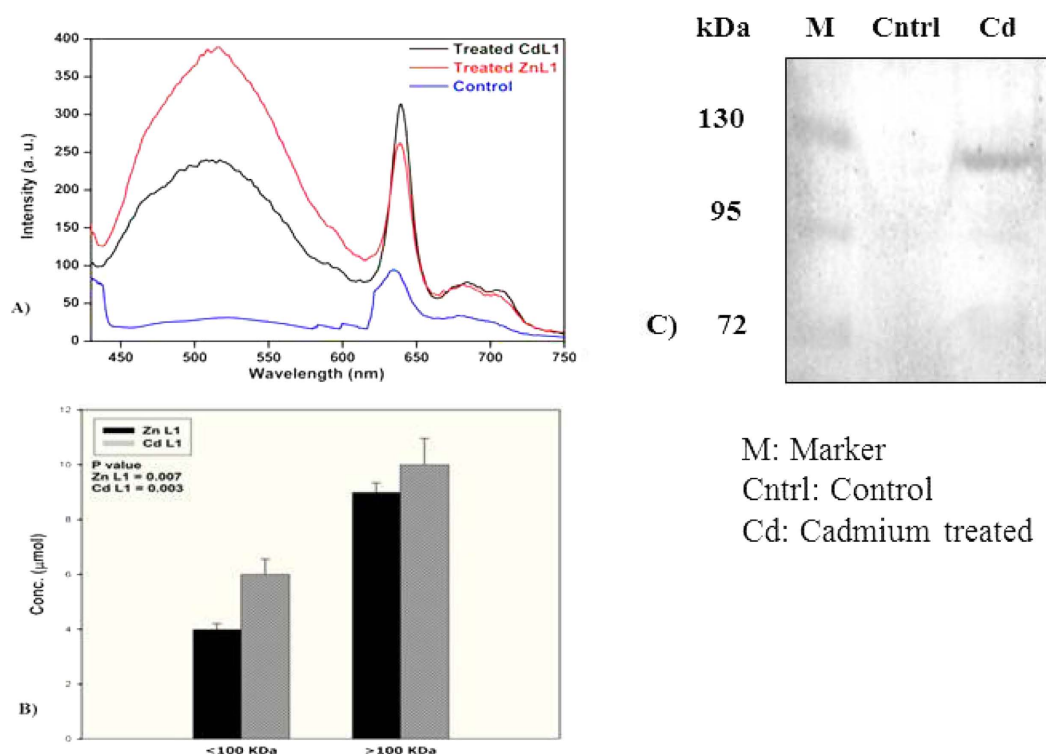 400
350
300
250
200
150
100
50
0
Intensity (a. u.)
Treated CdL1
Treated ZnL1
Control
A)
450 500 550 600 650 700 750
Wavelength (nm)
12
10
8
6
4
2
0
Conc. (μmol)
Zn L1
Cd L1
P value
Zn L1 = 0.007
Cd L1 = 0.003
B)
<100 KDa >100 KDa
kDa M Cntrl Cd
130
95
C) 72
M: Marker
Cntrl: Control
Cd: Cadmium treated